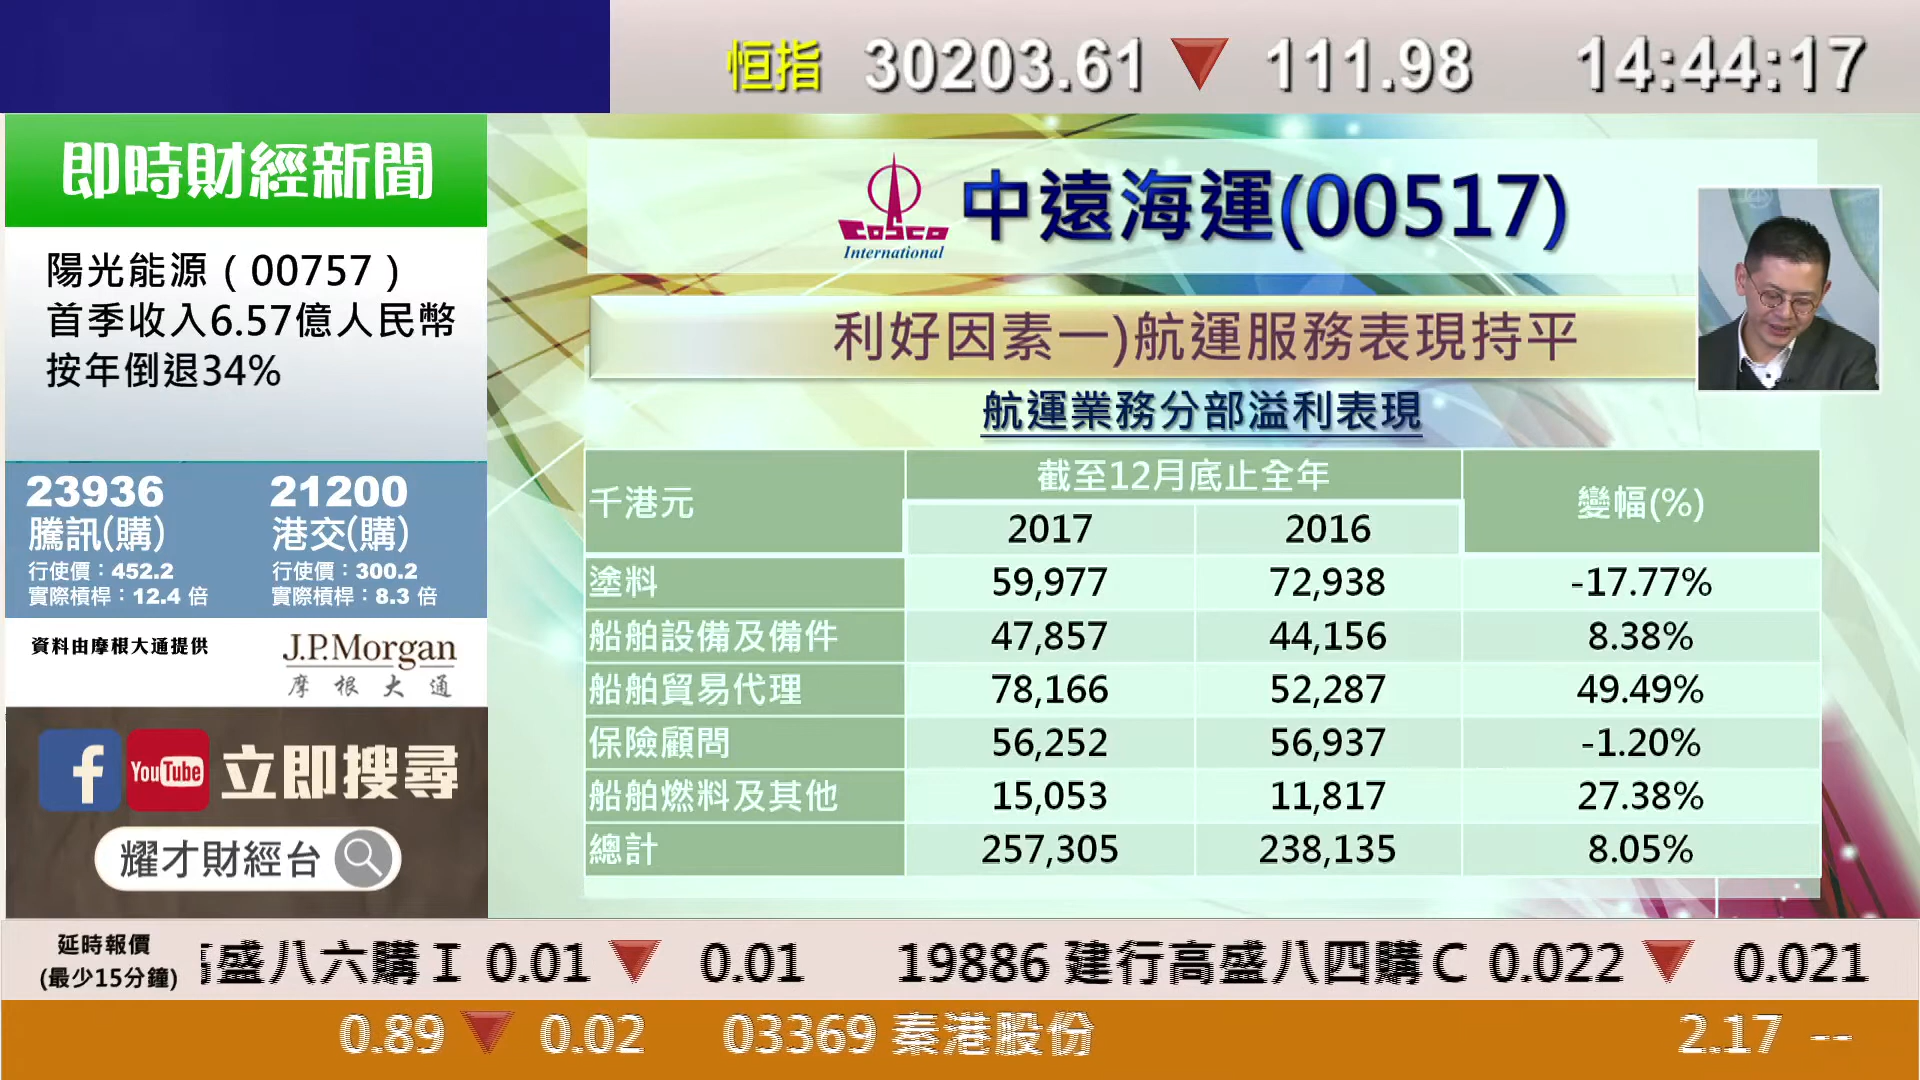 恒指 30203.61 111.98 14:44:17
即時財經新聞
陽光能源（00757）
首季收入6.57億人民幣
按年倒退34%
23936
騰訊(購)
行使價：452.2
實際槓桿：12.4 倍
21200
港交(購)
行使價：300.2
實際槓桿：8.3 倍
資料由摩根大通提供
J.P.Morgan
摩根大通
f YouTube 立即搜尋
耀才財經台
COSCO
International
中遠海運(00517)
利好因素一)航運服務表現持平
航運業務分部溢利表現
千港元 截至12月底止全年 變幅(%)
2017 2016
塗料 59,977 72,938 -17.77%
船舶設備及備件 47,857 44,156 8.38%
船舶貿易代理 78,166 52,287 49.49%
保險顧問 56,252 56,937 -1.20%
船舶燃料及其他 15,053 11,817 27.38%
總計 257,305 238,135 8.05%
延時報價
(最少15分鐘)
盛八六購I 0.01 0.01 19886 建行高盛八四購C 0.022 0.021
0.89 0.02 03369 秦港股份 2.17 --